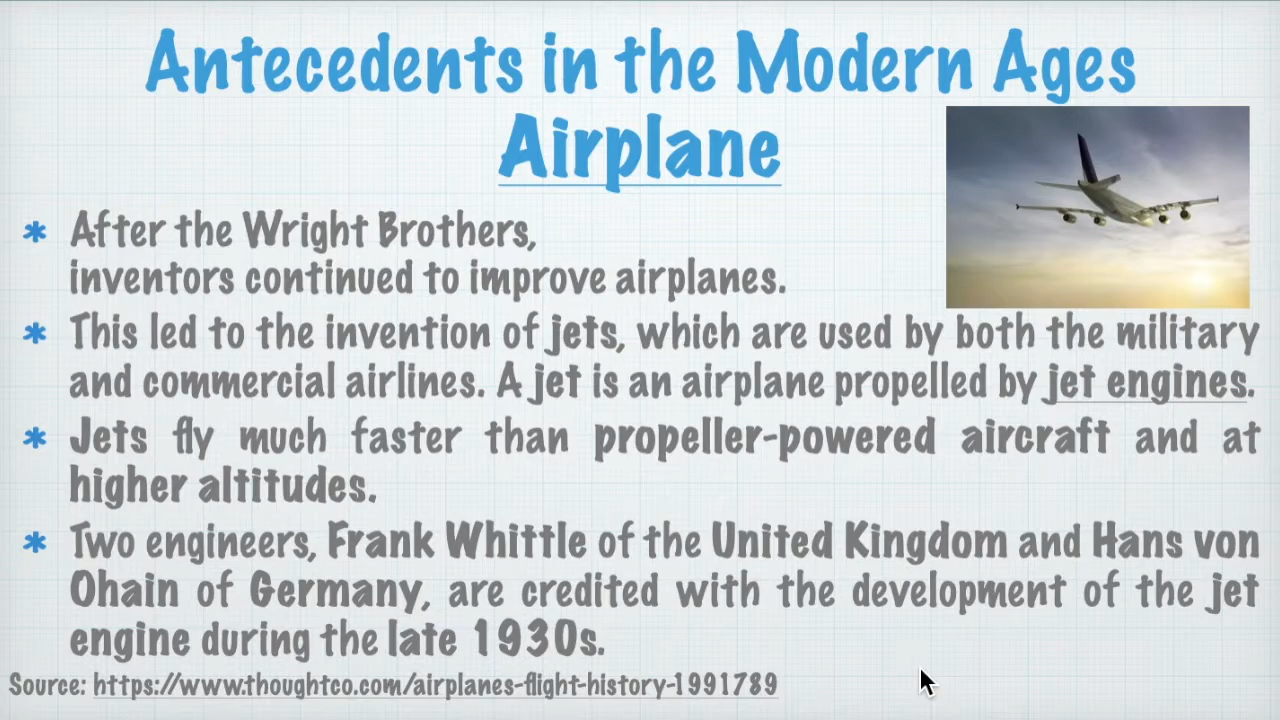 Antecedents in the Modern Ages
Airplane
* After the Wright Brothers,
inventors continued to improve airplanes.
* This led to the invention of jets, which are used by both the military
and commercial airlines. A jet is an airplane propelled by jet engines.
* Jets fly much faster than propeller-powered aircraft and at
higher altitudes.
* Two engineers, Frank Whittle of the United Kingdom and Hans von
Ohain of Germany, are credited with the development of the jet
engine during the late 1930s.
Source: https://www.thoughtco.com/airplanes-flight-history-1991789